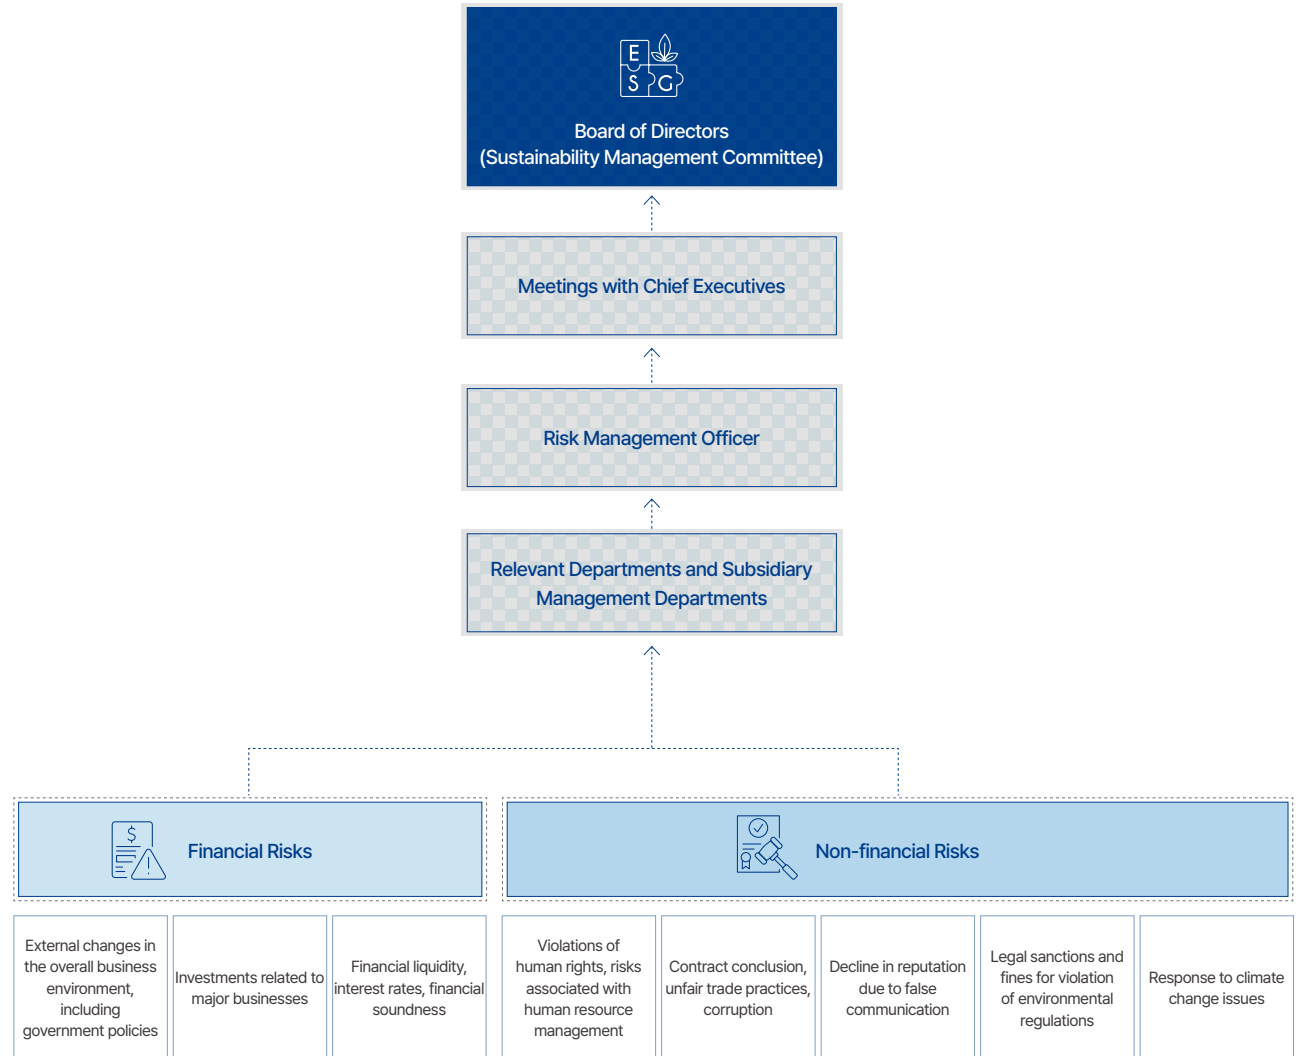 E
S G
Board of Directors
(Sustainability Management Committee)
Meetings with Chief Executives
Risk Management Officer
Relevant Departments and Subsidiary
Management Departments
$
Financial Risks
Non-financial Risks
External changes in
the overall business
environment,
including
government policies
Investments related to
major businesses
Financial liquidity,
interest rates, financial
soundness
Violations of
human rights, risks
associated with
human resource
management
Contract conclusion,
unfair trade practices,
corruption
Decline in reputation
due to false
communication
Legal sanctions and
fines for violation
of environmental
regulations
Response to climate
change issues